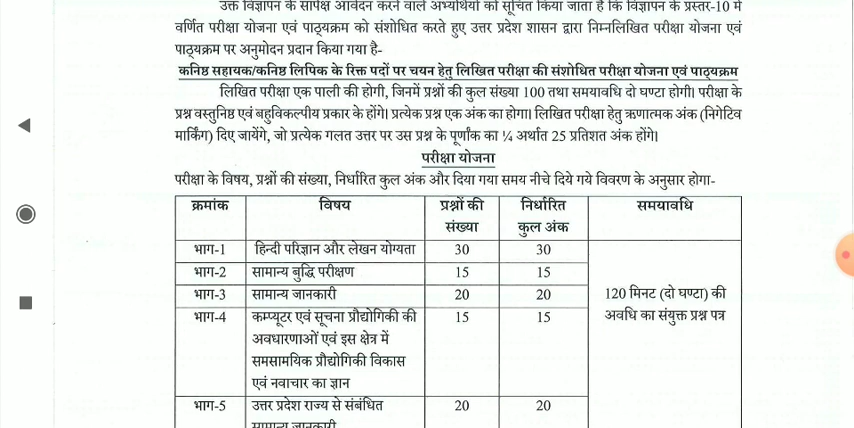 उक्त विज्ञापन के सापेक्ष आवेदन करने वाले अभ्यर्थियों को सूचित किया जाता है कि विज्ञापन के प्रस्तर-10 में
वर्णित परीक्षा योजना एवं पाठ्यक्रम को संशोधित करते हुए उत्तर प्रदेश शासन द्वारा निम्नलिखित परीक्षा योजना एवं
पाठ्यक्रम पर अनुमोदन प्रदान किया गया है-
कनिष्ठ सहायक/कनिष्ठ लिपिक के रिक्त पदों पर चयन हेतु लिखित परीक्षा की संशोधित परीक्षा योजना एवं पाठ्यक्रम
लिखित परीक्षा एक पाली की होगी, जिनमें प्रश्नों की कुल संख्या 100 तथा समयावधि दो घण्टा होगी। परीक्षा के
प्रश्न वस्तुनिष्ठ एवं बहुविकल्पीय प्रकार के होंगे। प्रत्येक प्रश्न एक अंक का होगा। लिखित परीक्षा हेतु ऋणात्मक अंक (निगेटिव
मार्किंग) दिए जायेंगे, जो प्रत्येक गलत उत्तर पर उस प्रश्न के पूर्णांक का ¼ अर्थात 25 प्रतिशत अंक होंगे।
परीक्षा योजना
परीक्षा के विषय, प्रश्नों की संख्या, निर्धारित कुल अंक और दिया गया समय नीचे दिये गये विवरण के अनुसार होगा-
क्रमांक विषय प्रश्नों की निर्धारित समयावधि
संख्या कुल अंक
भाग-1 हिन्दी परिज्ञान और लेखन योग्यता 30 30
भाग-2 सामान्य बुद्धि परीक्षण 15 15
भाग-3 सामान्य जानकारी 20 20 120 मिनट (दो घण्टा) की
भाग-4 कम्प्यूटर एवं सूचना प्रौद्योगिकी की 15 15 अवधि का संयुक्त प्रश्न पत्र
अवधारणाओं एवं इस क्षेत्र में
समसामयिक प्रौद्योगिकी विकास
एवं नवाचार का ज्ञान
भाग-5 उत्तर प्रदेश राज्य से संबंधित 20 20
सामान्य जानकारी